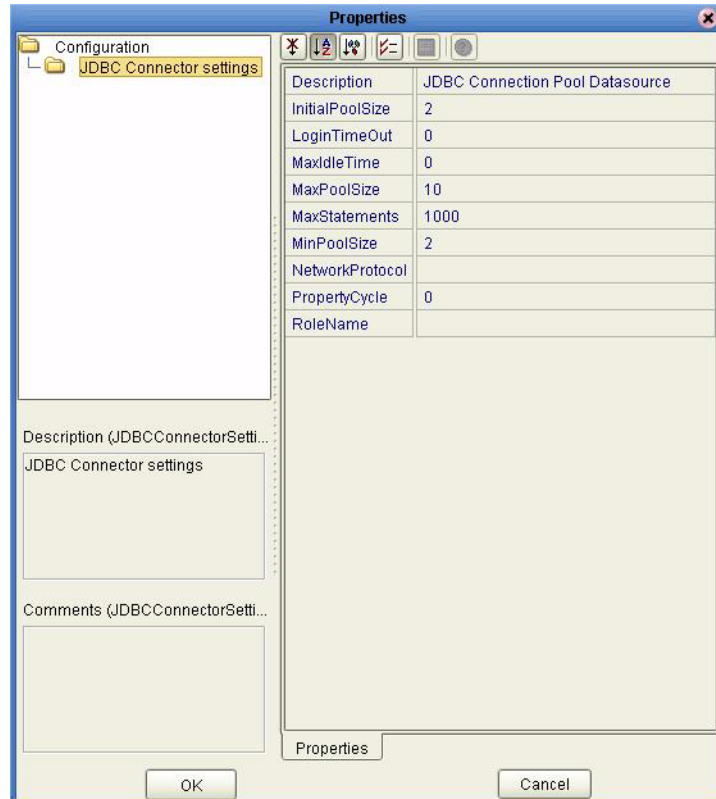 Properties
Configuration
JDBC Connector settings
Description JDBC Connection Pool Datasource
InitialPoolSize 2
LoginTimeOut 0
MaxIdleTime 0
MaxPoolSize 10
MaxStatements 1000
MinPoolSize 2
NetworkProtocol
PropertyCycle 0
RoleName
Description (JDBCConnectorSetti...
JDBC Connector settings
Comments (JDBCConnectorSetti...
Properties
OK
Cancel